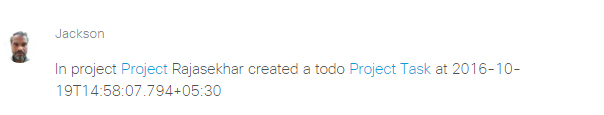 Jackson
In project Project Rajasekhar created a todo Project Task at 2016-10-
19T14:58:07.794+05:30